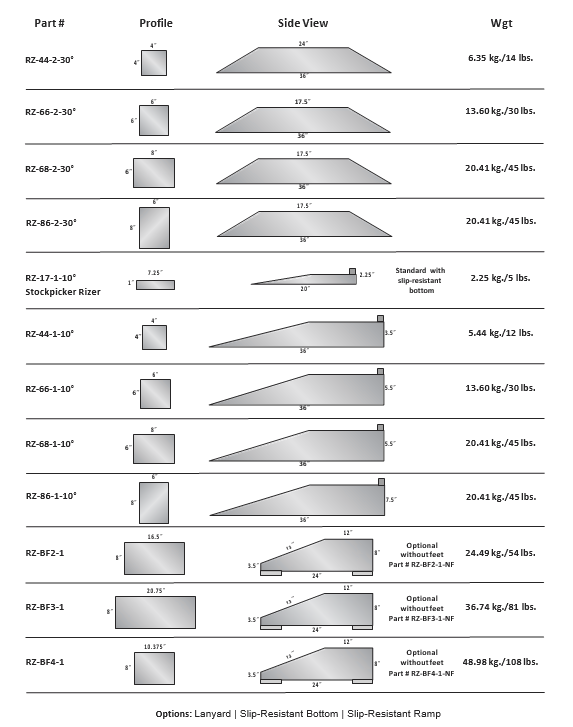 Part # Profile Side View Wgt
4″ 24″
RZ-44-2-30° 4″ 6.35 kg./14 lbs.
36″
6″ 17.5″
RZ-66-2-30° 6″ 13.60 kg./30 lbs.
36″
8″ 17.5″
RZ-68-2-30° 6″ 20.41 kg./45 lbs.
36″
6″ 17.5″
RZ-86-2-30° 8″ 20.41 kg./45 lbs.
36″
RZ-17-1-10° 7.25″ 2.25″ Standard with
Stockpicker Rizer 1″ 20″ slip-resistant 2.25 kg./5 lbs.
bottom
4″
RZ-44-1-10° 4″ 3.5″ 5.44 kg./12 lbs.
36″
6″
RZ-66-1-10° 6″ 5.5″ 13.60 kg./30 lbs.
36″
8″
RZ-68-1-10° 6″ 5.5″ 20.41 kg./45 lbs.
36″
6″
RZ-86-1-10° 8″ 7.5″ 20.41 kg./45 lbs.
36″
16.5″ 12″ Optional
RZ-BF2-1 8″ 8″ without feet 24.49 kg./54 lbs.
3.5″ 24″ Part # RZ-BF2-1-NF
20.75″ 12″ Optional
RZ-BF3-1 8″ 8″ without feet 36.74 kg./81 lbs.
3.5″ 24″ Part # RZ-BF3-1-NF
10.375″ 12″ Optional
RZ-BF4-1 8″ 8″ without feet 48.98 kg./108 lbs.
3.5″ 24″ Part # RZ-BF4-1-NF
Options: Lanyard | Slip-Resistant Bottom | Slip-Resistant Ramp